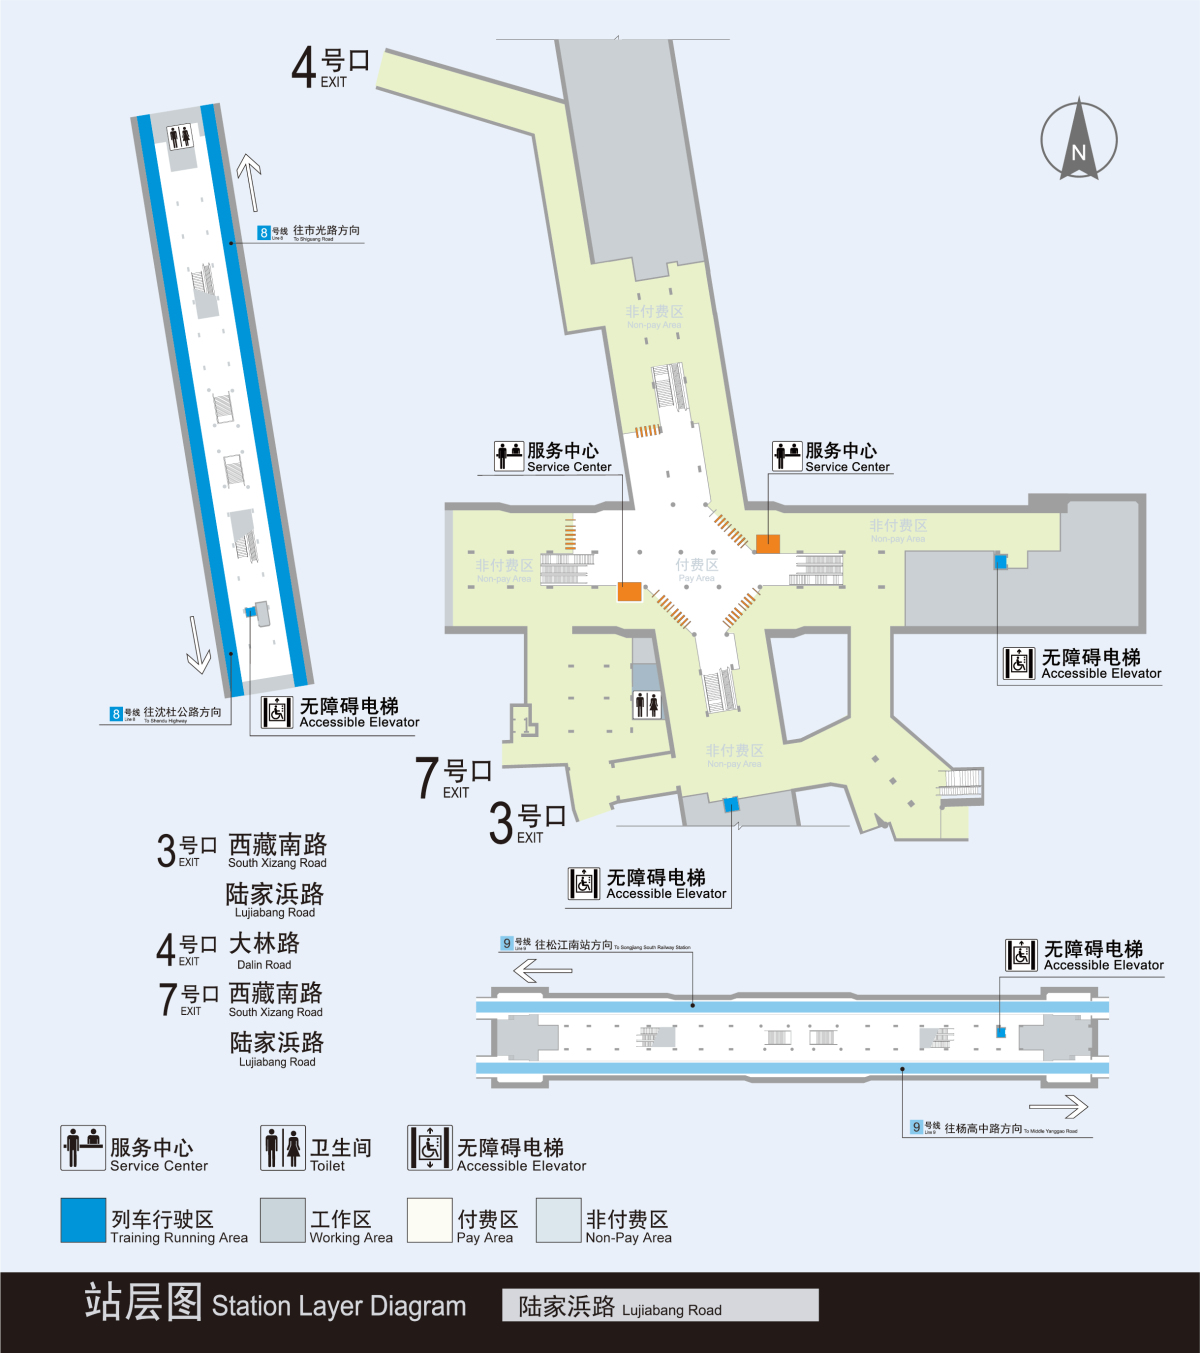 4 号口
EXIT
N
8 号线 往市光路方向
Line 8 To Shiguang Road
非付费区
Non-pay Area
服务中心
Service Center
服务中心
Service Center
非付费区
Non-pay Area
非付费区
Non-pay Area
付费区
Pay Area
无障碍电梯
Accessible Elevator
8 号线 往沈杜公路方向
Line 8 To Shendu Highway
无障碍电梯
Accessible Elevator
非付费区
Non-pay Area
7 号口
EXIT
3 号口
EXIT
无障碍电梯
Accessible Elevator
3 号口 西藏南路
EXIT South Xizang Road
陆家浜路
Lujiabang Road
4 号口 大林路
EXIT Dalin Road
7 号口 西藏南路
EXIT South Xizang Road
陆家浜路
Lujiabang Road
9 号线 往松江南站方向 To Songjiang South Railway Station
Line 9
无障碍电梯
Accessible Elevator
9 号线 往杨高中路方向 To Middle Yanggao Road
Line 9
服务中心
Service Center
卫生间
Toilet
无障碍电梯
Accessible Elevator
列车行驶区
Training Running Area
工作区
Working Area
付费区
Pay Area
非付费区
Non-Pay Area
站层图 Station Layer Diagram
陆家浜路 Lujiabang Road